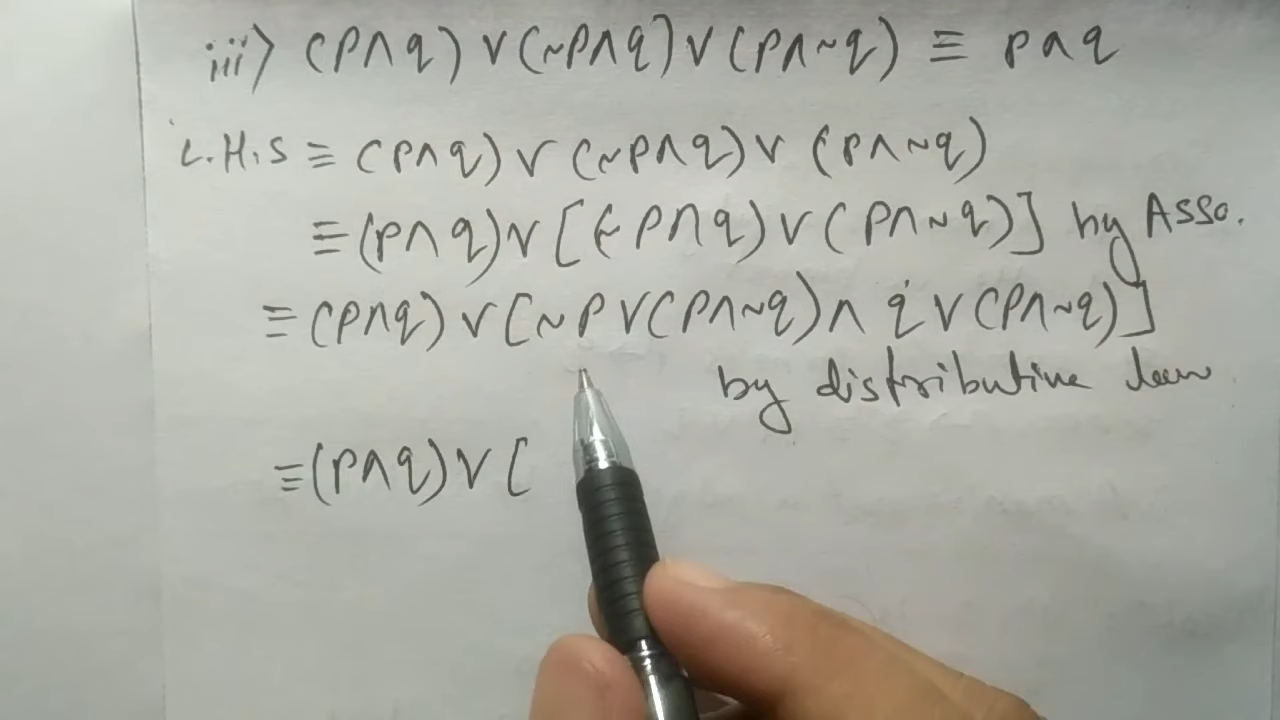 iii> (P∧q) ∨ (~P∧q) ∨ (P∧~q) ≡ P∧q
L.H.S ≡ (P∧q) ∨ (~P∧q) ∨ (P∧~q)
≡ (P∧q) ∨ [(~P∧q) ∨ (P∧~q)] by Asso.
≡ (P∧q) ∨ [~P ∨ (P∧~q) ∧ q ∨ (P∧~q)]
by distributive law
≡ (P∧q) ∨ [